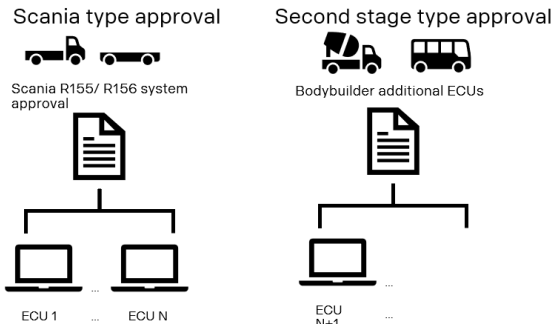 Scania type approval
Second stage type approval
Scania R155/ R156 system
approval
Bodybuilder additional ECUs
...
...
ECU 1
...
ECU N
ECU
N+1
...